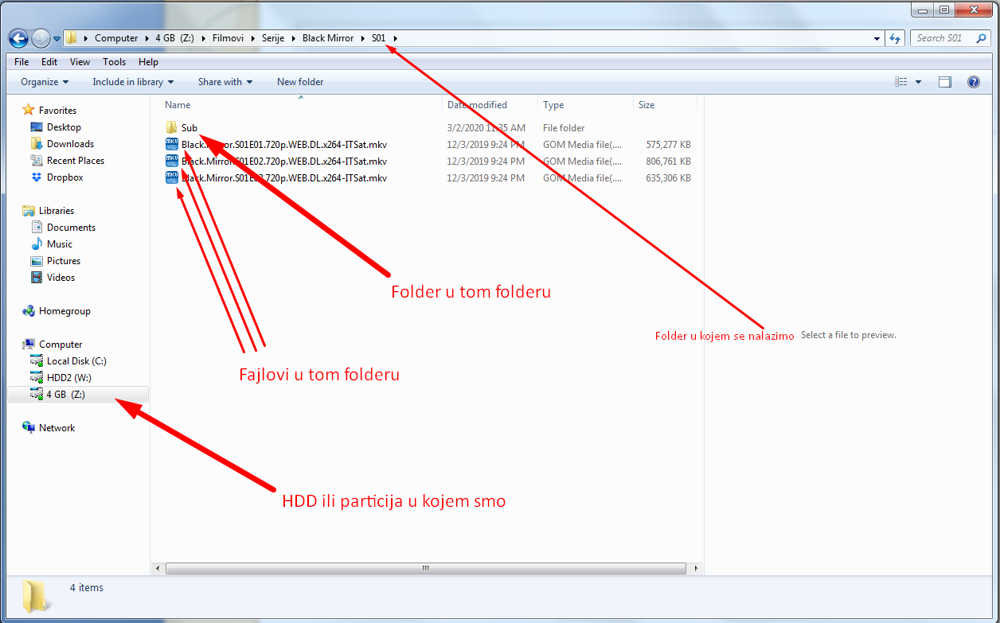 Computer 4 GB (Z:) Filmovi Serije Black Mirror S01
Search S01
File Edit View Tools Help
Organize Include in library Share with New folder
Name Date modified Type Size
Sub 3/2/2020 11:35 AM File folder
Black.Mirror.S01E01.720p.WEB.DL.x264-ITSat.mkv 12/3/2019 9:24 PM GOM Media file(.... 575,277 KB
Black.Mirror.S01E02.720p.WEB.DL.x264-ITSat.mkv 12/3/2019 9:24 PM GOM Media file(.... 806,761 KB
Black.Mirror.S01E03.720p.WEB.DL.x264-ITSat.mkv 12/3/2019 9:24 PM GOM Media file(.... 635,306 KB
Favorites
Desktop
Downloads
Recent Places
Dropbox
Libraries
Documents
Music
Pictures
Videos
Homegroup
Computer
Local Disk (C:)
HDD2 (W:)
4 GB (Z:)
Network
Folder u tom folderu
Folder u kojem se nalazimo
Select a file to preview.
Fajlovi u tom folderu
HDD ili particija u kojem smo
4 items